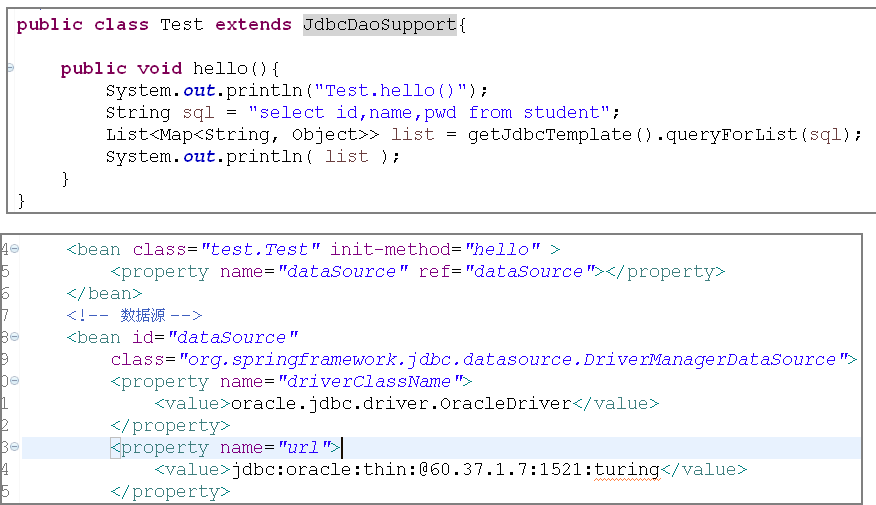 public class Test extends JdbcDaoSupport{
public void hello(){
System.out.println("Test.hello()");
String sql = "select id,name,pwd from student";
List<Map<String, Object>> list = getJdbcTemplate().queryForList(sql);
System.out.println( list );
}
}
4 <bean class="test.Test" init-method="hello" >
5 <property name="dataSource" ref="dataSource"></property>
6 </bean>
7 <!-- 数据源 -->
8 <bean id="dataSource"
9 class="org.springframework.jdbc.datasource.DriverManagerDataSource">
0 <property name="driverClassName">
1 <value>oracle.jdbc.driver.OracleDriver</value>
2 </property>
3 <property name="url">
4 <value>jdbc:oracle:thin:@60.37.1.7:1521:turing</value>
5 </property>